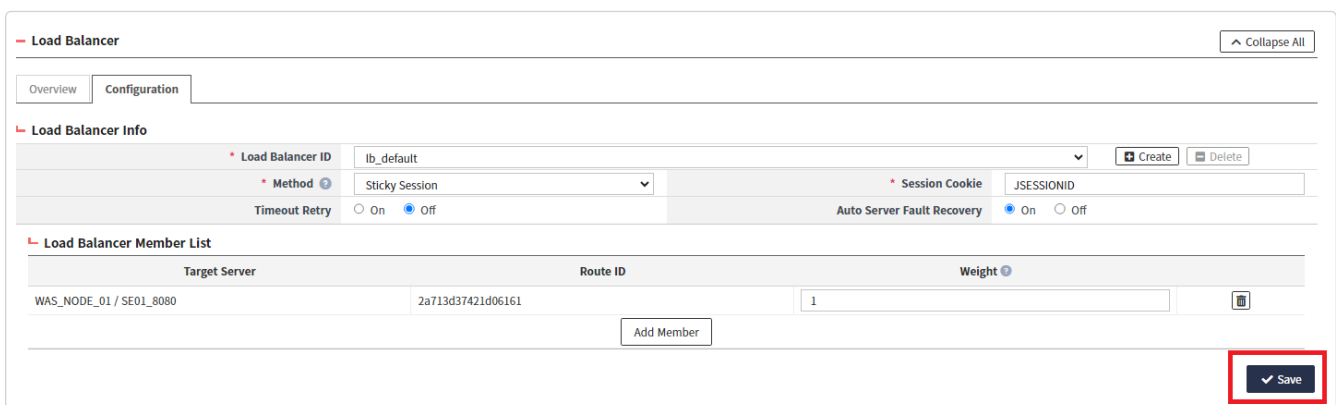 Load Balancer
Collapse All
Overview Configuration
Load Balancer Info
* Load Balancer ID lb_default Create Delete
* Method ? Sticky Session * Session Cookie JSESSIONID
Timeout Retry On Off Auto Server Fault Recovery On Off
Load Balancer Member List
Target Server Route ID Weight ?
WAS_NODE_01 / SE01_8080 2a713d37421d06161 1
Add Member
Save